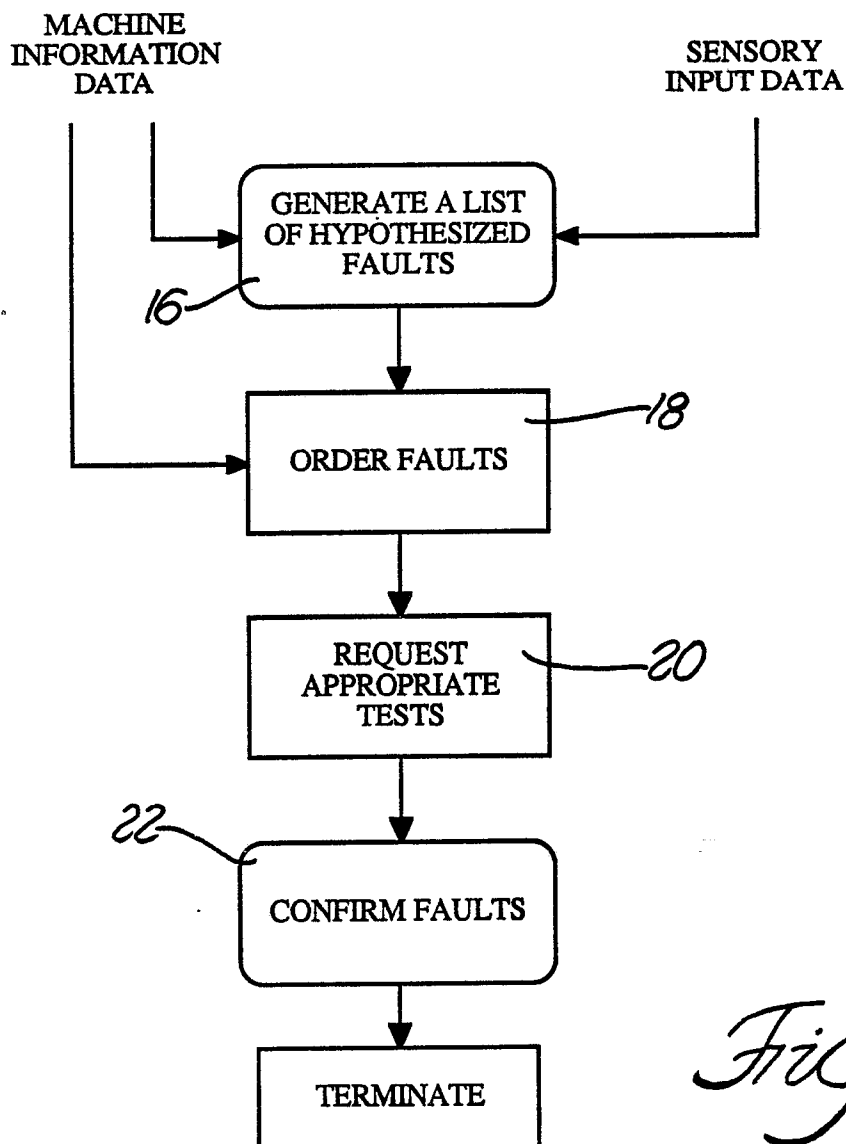 MACHINE
INFORMATION
DATA
SENSORY
INPUT DATA
GENERATE A LIST
OF HYPOTHESIZED
FAULTS
16
18
ORDER FAULTS
REQUEST
APPROPRIATE
TESTS
20
22
CONFIRM FAULTS
TERMINATE